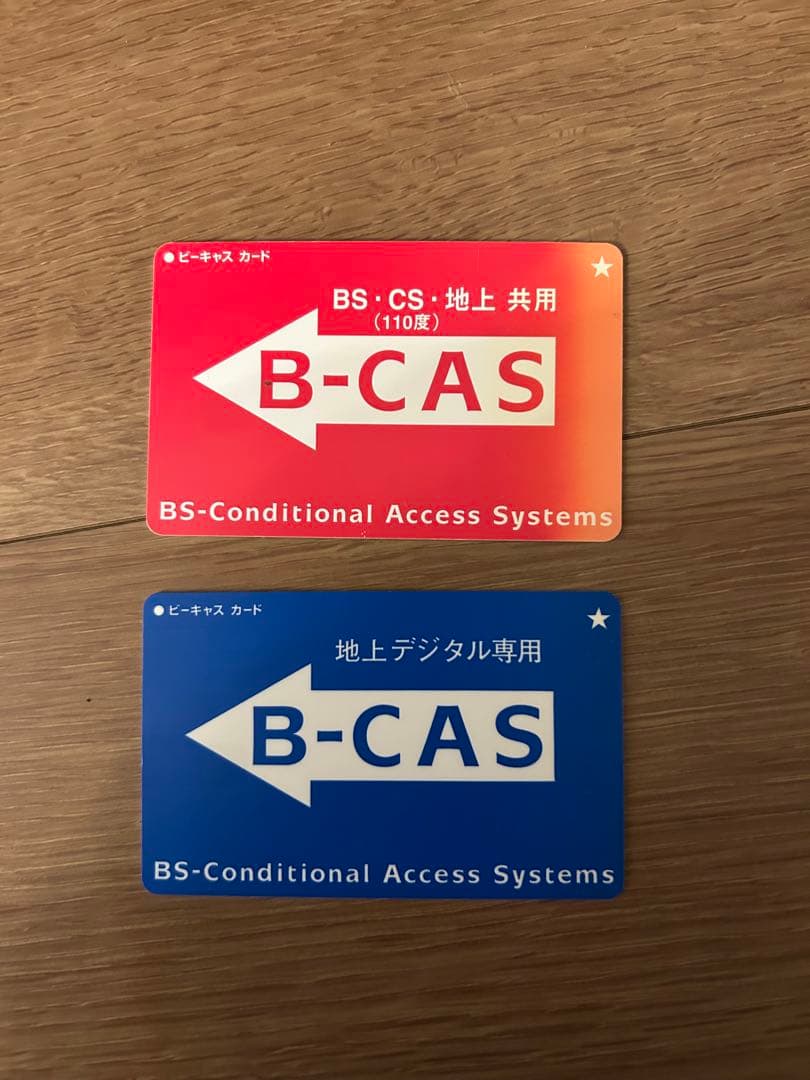 ●ビーキャス カード
★
BS・CS・地上 共用
(110度)
B-CAS
BS-Conditional Access Systems
●ビーキャス カード
★
地上デジタル専用
B-CAS
BS-Conditional Access Systems